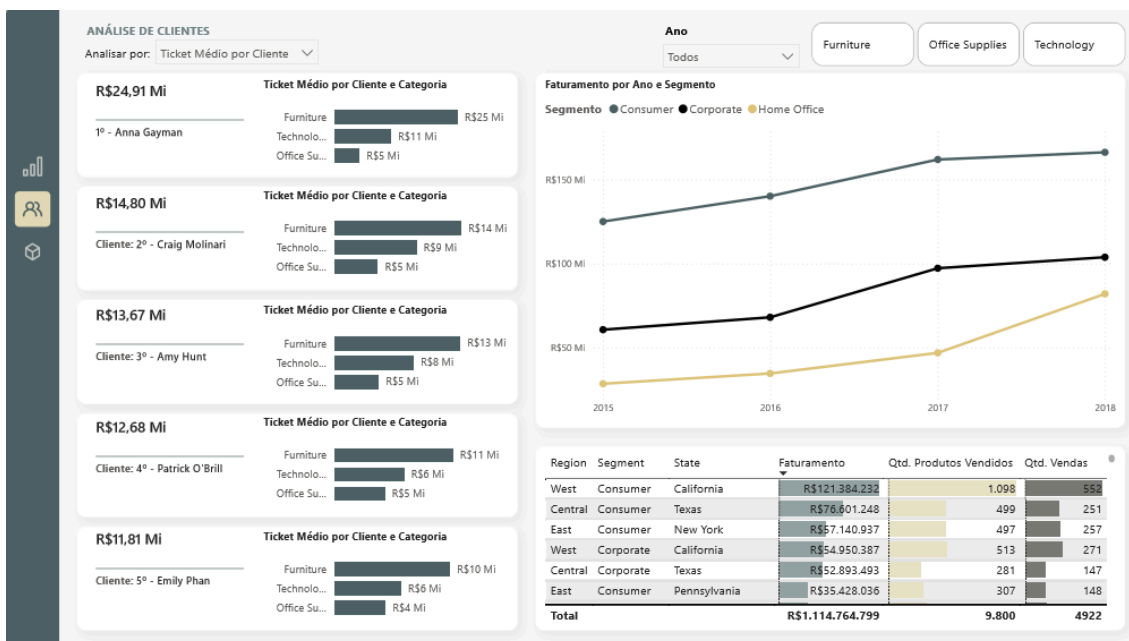 ANÁLISE DE CLIENTES
Analisar por: Ticket Médio por Cliente
Ano
Todos
Furniture
Office Supplies
Technology
R$24,91 Mi
1º - Anna Gayman
Ticket Médio por Cliente e Categoria
Furniture R$25 Mi
Technolo... R$11 Mi
Office Su... R$5 Mi
R$14,80 Mi
Cliente: 2º - Craig Molinari
Ticket Médio por Cliente e Categoria
Furniture R$14 Mi
Technolo... R$9 Mi
Office Su... R$5 Mi
R$13,67 Mi
Cliente: 3º - Amy Hunt
Ticket Médio por Cliente e Categoria
Furniture R$13 Mi
Technolo... R$8 Mi
Office Su... R$5 Mi
R$12,68 Mi
Cliente: 4º - Patrick O'Brill
Ticket Médio por Cliente e Categoria
Furniture R$11 Mi
Technolo... R$6 Mi
Office Su... R$5 Mi
R$11,81 Mi
Cliente: 5º - Emily Phan
Ticket Médio por Cliente e Categoria
Furniture R$10 Mi
Technolo... R$6 Mi
Office Su... R$4 Mi
Faturamento por Ano e Segmento
Segmento Consumer Corporate Home Office
R$150 Mi
R$100 Mi
R$50 Mi
2015 2016 2017 2018
Region Segment State Faturamento Qtd. Produtos Vendidos Qtd. Vendas
West Consumer California R$121.384.232 1.098 552
Central Consumer Texas R$76.601.248 499 251
East Consumer New York R$57.140.937 497 257
West Corporate California R$54.950.387 513 271
Central Corporate Texas R$52.893.493 281 147
East Consumer Pennsylvania R$35.428.036 307 148
Total R$1.114.764.799 9.800 4922